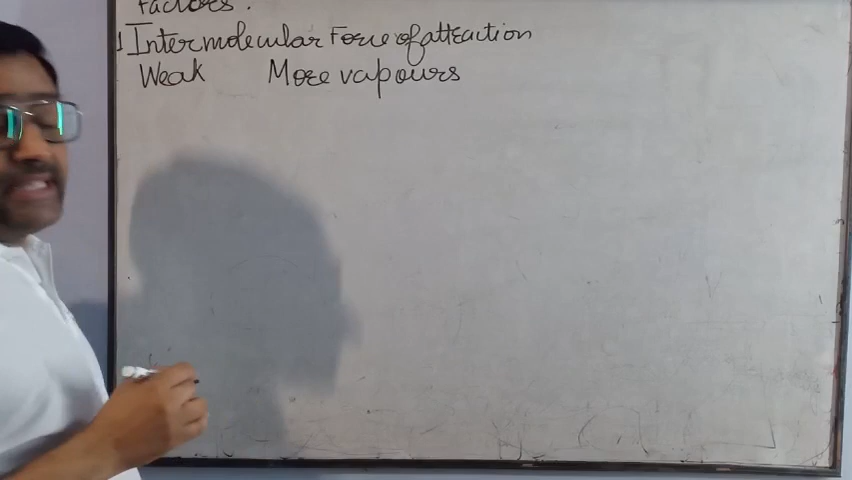 Factors.
1 Intermolecular Force of attraction
Weak More vapours